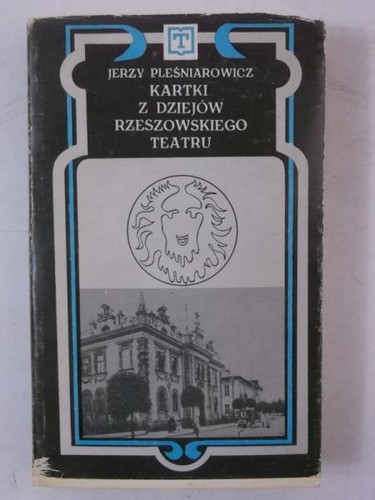 T
JERZY PLEŚNIAROWICZ
KARTKI
Z DZIEJÓW
RZESZOWSKIEGO
TEATRU